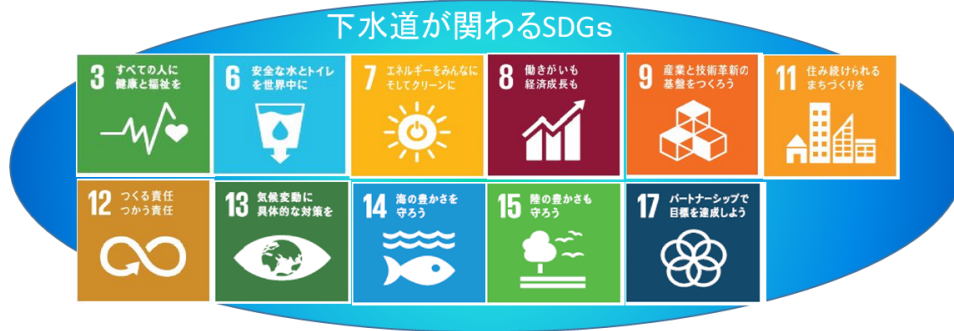 下水道が関わるSDGs
3 すべての人に
健康と福祉を
6 安全な水とトイレ
を世界中に
7 エネルギーをみんなに
そしてクリーンに
8 働きがいも
経済成長も
9 産業と技術革新の
基盤をつくろう
11 住み続けられる
まちづくりを
12 つくる責任
つかう責任
13 気候変動に
具体的な対策を
14 海の豊かさを
守ろう
15 陸の豊かさも
守ろう
17 パートナーシップで
目標を達成しよう